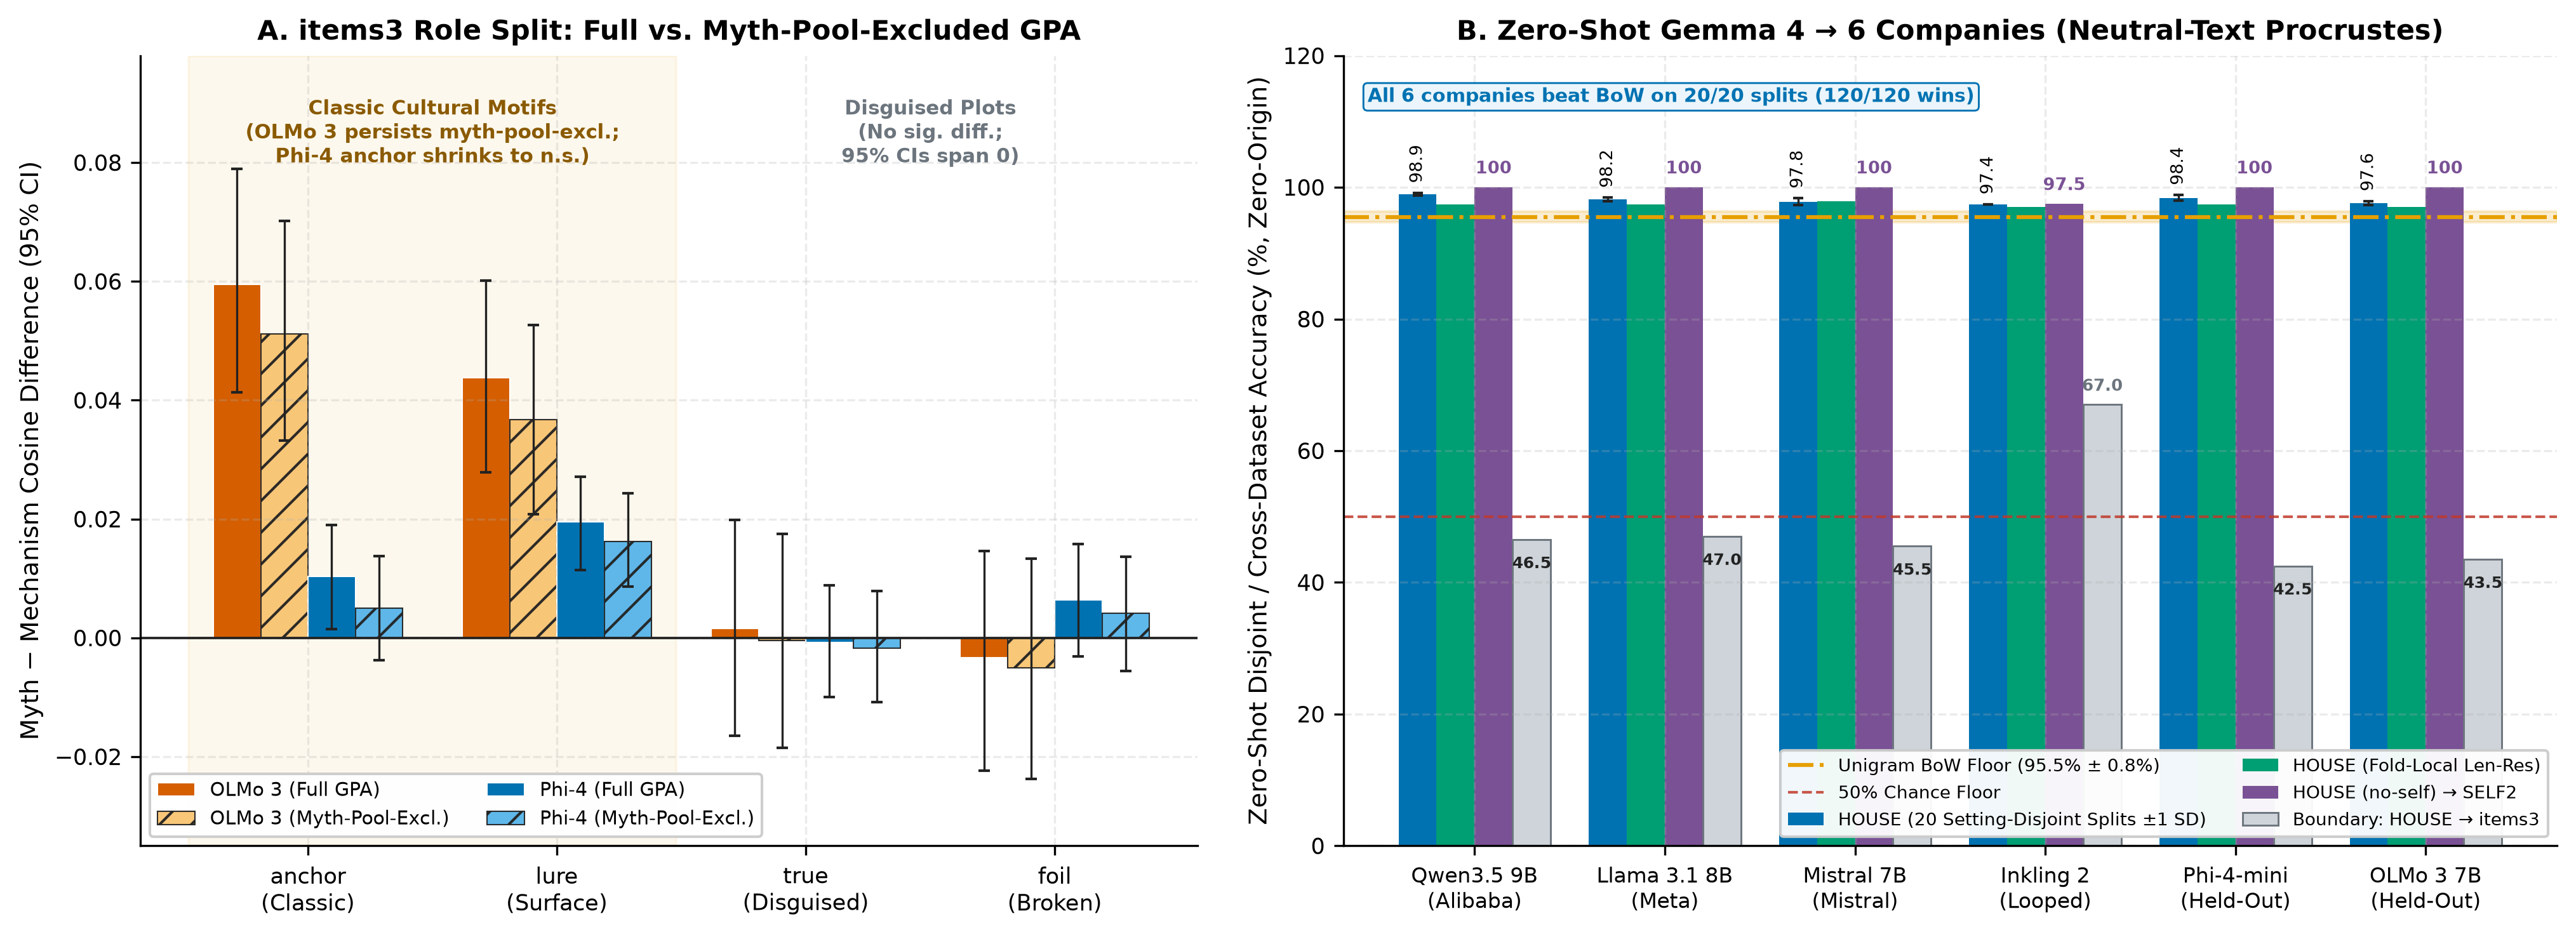 A. items3 Role Split: Full vs. Myth-Pool-Excluded GPA
Myth − Mechanism Cosine Difference (95% CI)
0.08
0.06
0.04
0.02
0.00
−0.02
Classic Cultural Motifs
(OLMo 3 persists myth-pool-excl.;
Phi-4 anchor shrinks to n.s.)
Disguised Plots
(No sig. diff.;
95% CIs span 0)
OLMo 3 (Full GPA)
OLMo 3 (Myth-Pool-Excl.)
Phi-4 (Full GPA)
Phi-4 (Myth-Pool-Excl.)
anchor
(Classic)
lure
(Surface)
true
(Disguised)
foil
(Broken)
B. Zero-Shot Gemma 4 → 6 Companies (Neutral-Text Procrustes)
Zero-Shot Disjoint / Cross-Dataset Accuracy (%, Zero-Origin)
120
100
80
60
40
20
0
All 6 companies beat BoW on 20/20 splits (120/120 wins)
98.9
100
46.5
98.2
100
47.0
97.8
100
45.5
97.4
97.5
67.0
98.4
100
42.5
97.6
100
43.5
Unigram BoW Floor (95.5% ± 0.8%)
50% Chance Floor
HOUSE (20 Setting-Disjoint Splits ±1 SD)
HOUSE (Fold-Local Len-Res)
HOUSE (no-self) → SELF2
Boundary: HOUSE → items3
Qwen3.5 9B
(Alibaba)
Llama 3.1 8B
(Meta)
Mistral 7B
(Mistral)
Inkling 2
(Looped)
Phi-4-mini
(Held-Out)
OLMo 3 7B
(Held-Out)